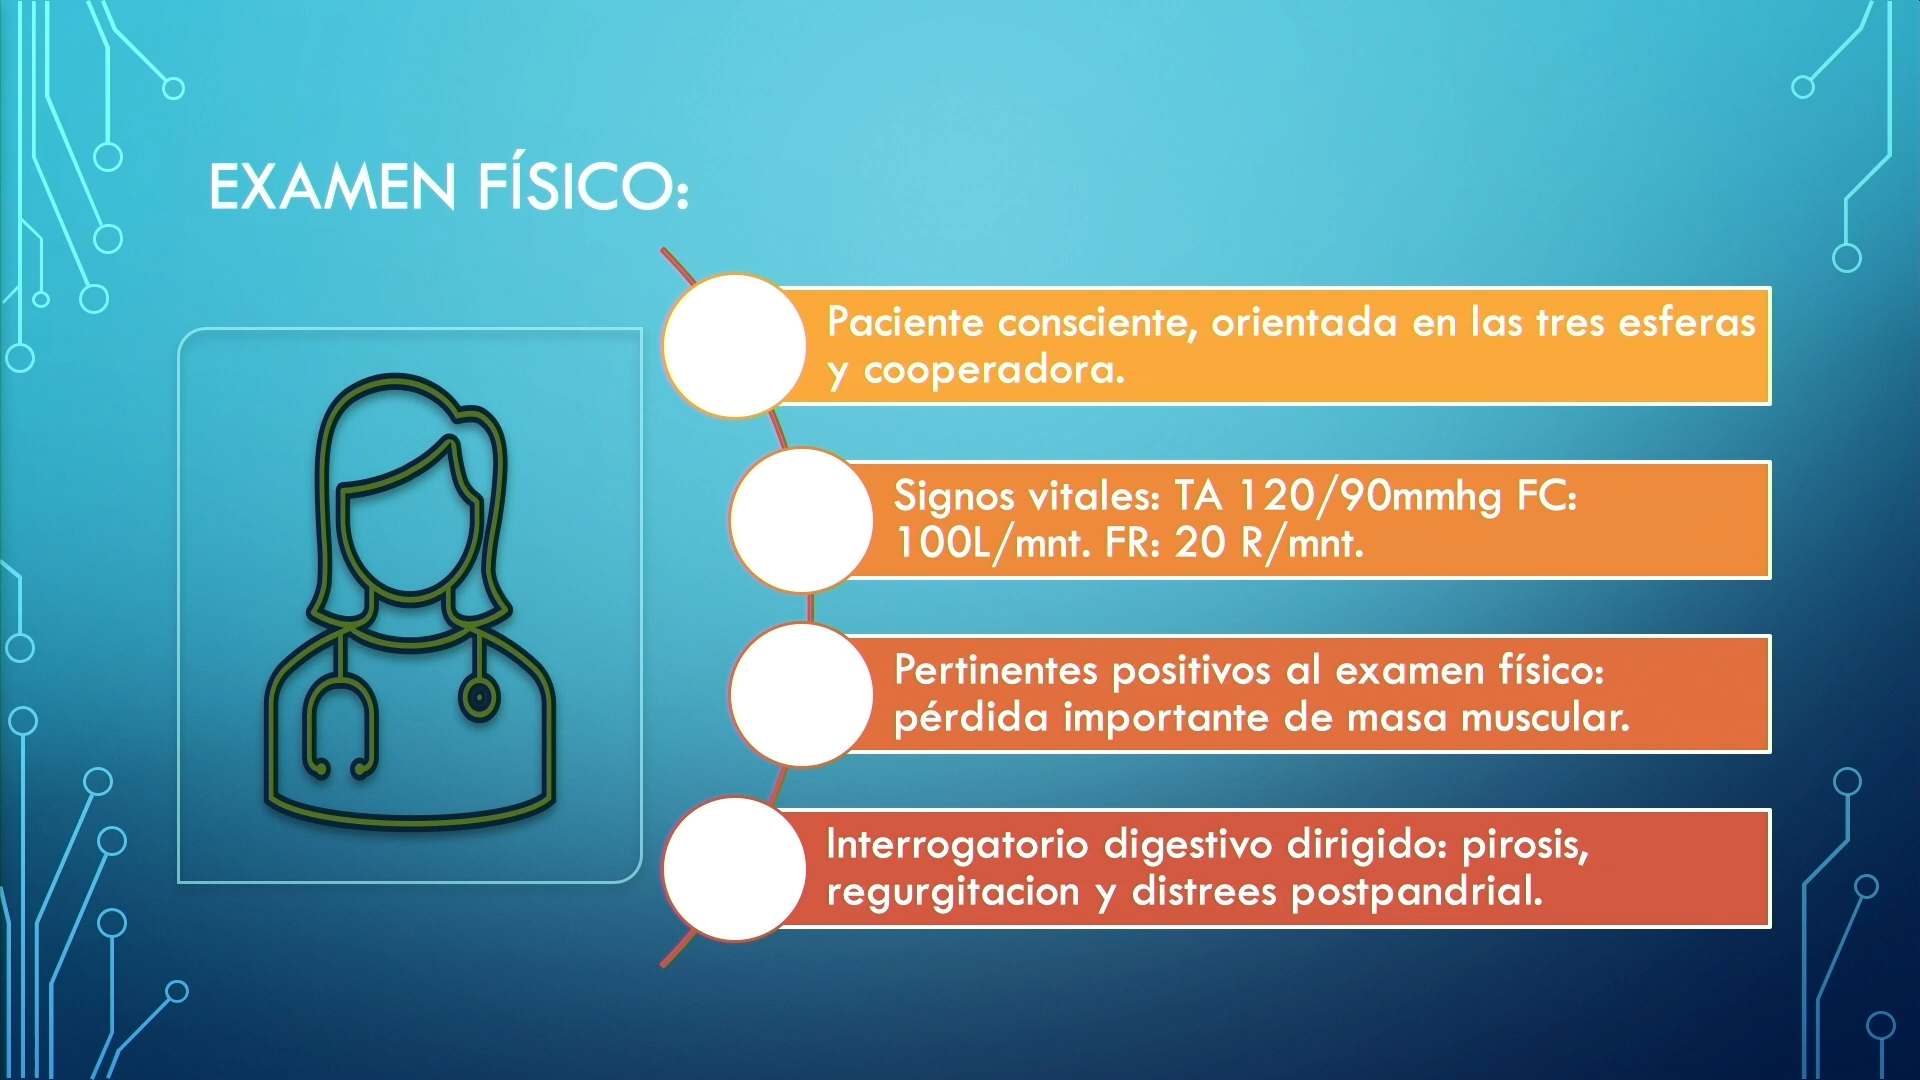 EXAMEN FÍSICO:
Paciente consciente, orientada en las tres esferas
y cooperadora.
Signos vitales: TA 120/90mmhg FC:
100L/mnt. FR: 20 R/mnt.
Pertinentes positivos al examen físico:
pérdida importante de masa muscular.
Interrogatorio digestivo dirigido: pirosis,
regurgitacion y distrees postpandrial.